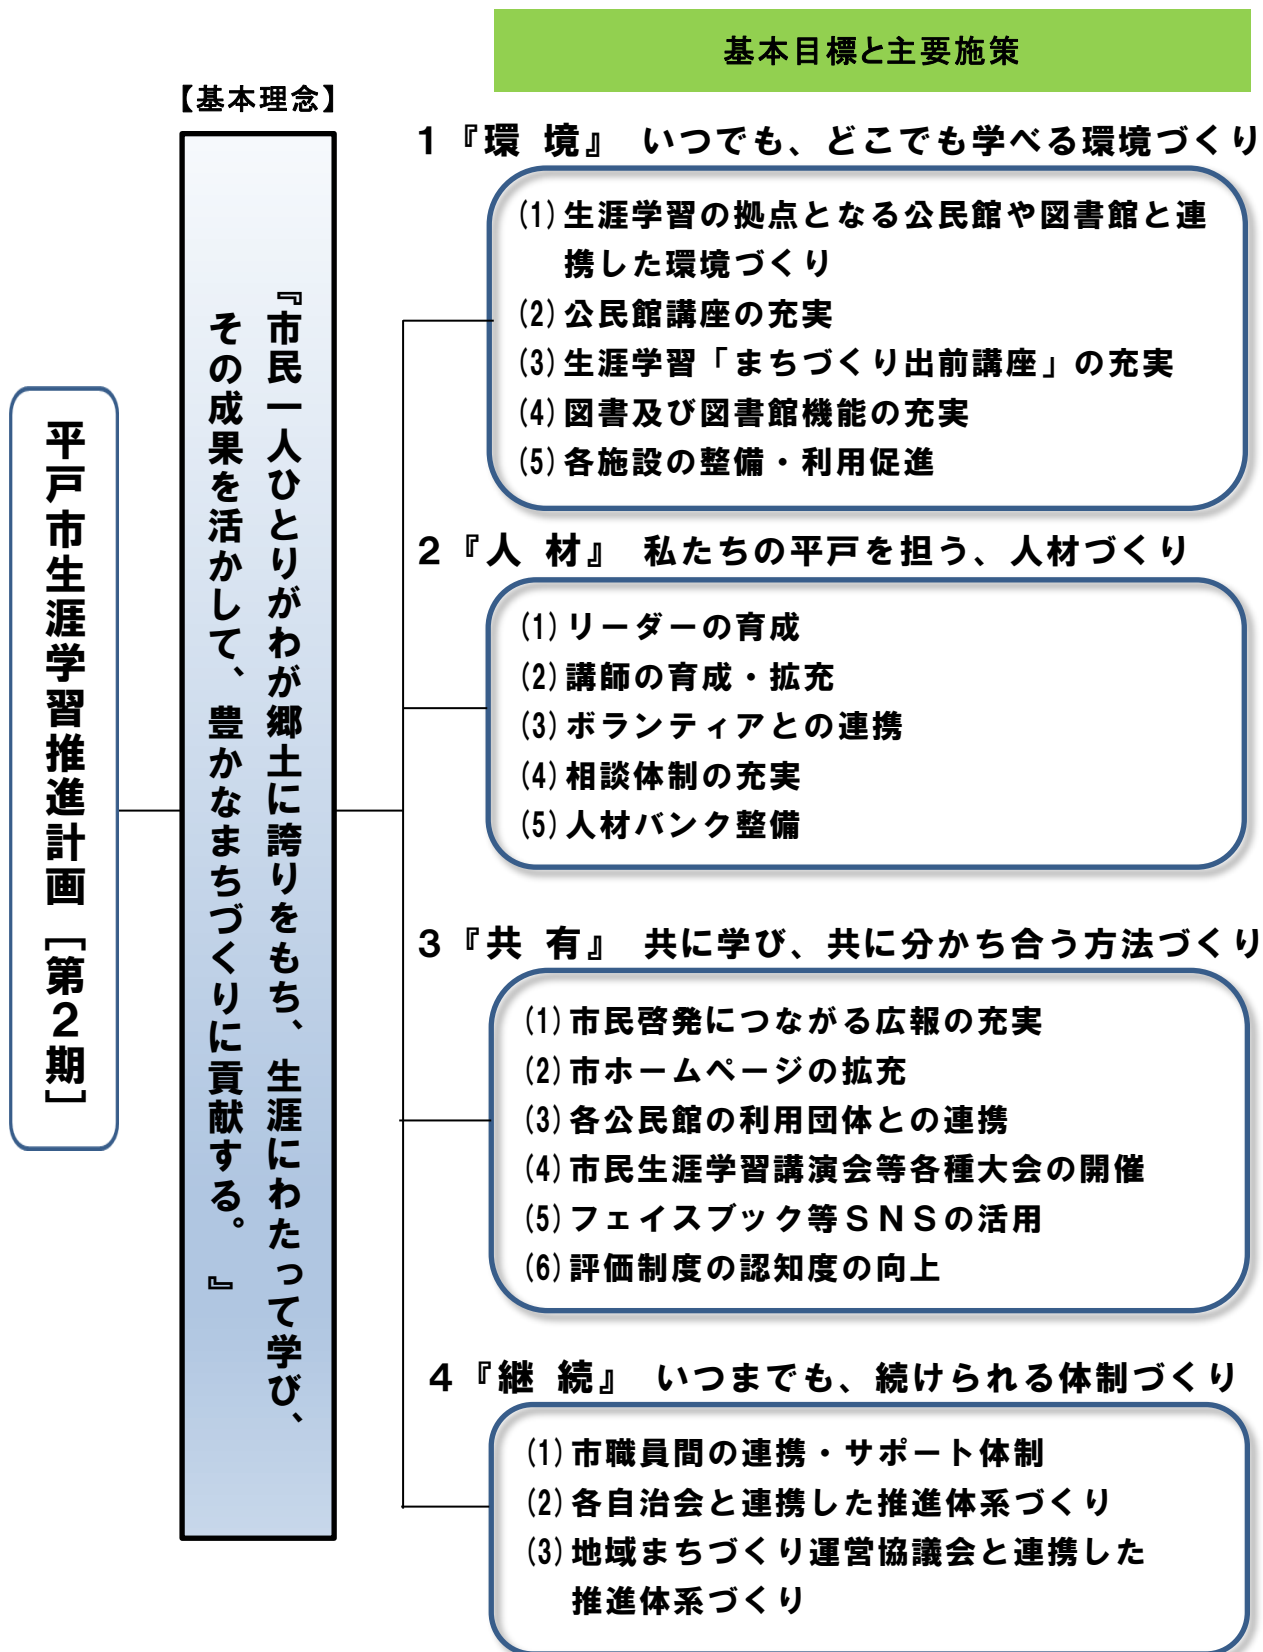 基本目標と主要施策
【基本理念】
平戸市生涯学習推進計画［第２期］
『市民一人ひとりがわが郷土に誇りをもち、生涯にわたって学び、
その成果を活かして、豊かなまちづくりに貢献する。』
１『環 境』 いつでも、どこでも学べる環境づくり
(1)生涯学習の拠点となる公民館や図書館と連
携した環境づくり
(2)公民館講座の充実
(3)生涯学習「まちづくり出前講座」の充実
(4)図書及び図書館機能の充実
(5)各施設の整備・利用促進
２『人 材』 私たちの平戸を担う、人材づくり
(1)リーダーの育成
(2)講師の育成・拡充
(3)ボランティアとの連携
(4)相談体制の充実
(5)人材バンク整備
３『共 有』 共に学び、共に分かち合う方法づくり
(1)市民啓発につながる広報の充実
(2)市ホームページの拡充
(3)各公民館の利用団体との連携
(4)市民生涯学習講演会等各種大会の開催
(5)フェイスブック等ＳＮＳの活用
(6)評価制度の認知度の向上
４『継 続』 いつまでも、続けられる体制づくり
(1)市職員間の連携・サポート体制
(2)各自治会と連携した推進体系づくり
(3)地域まちづくり運営協議会と連携した
推進体系づくり